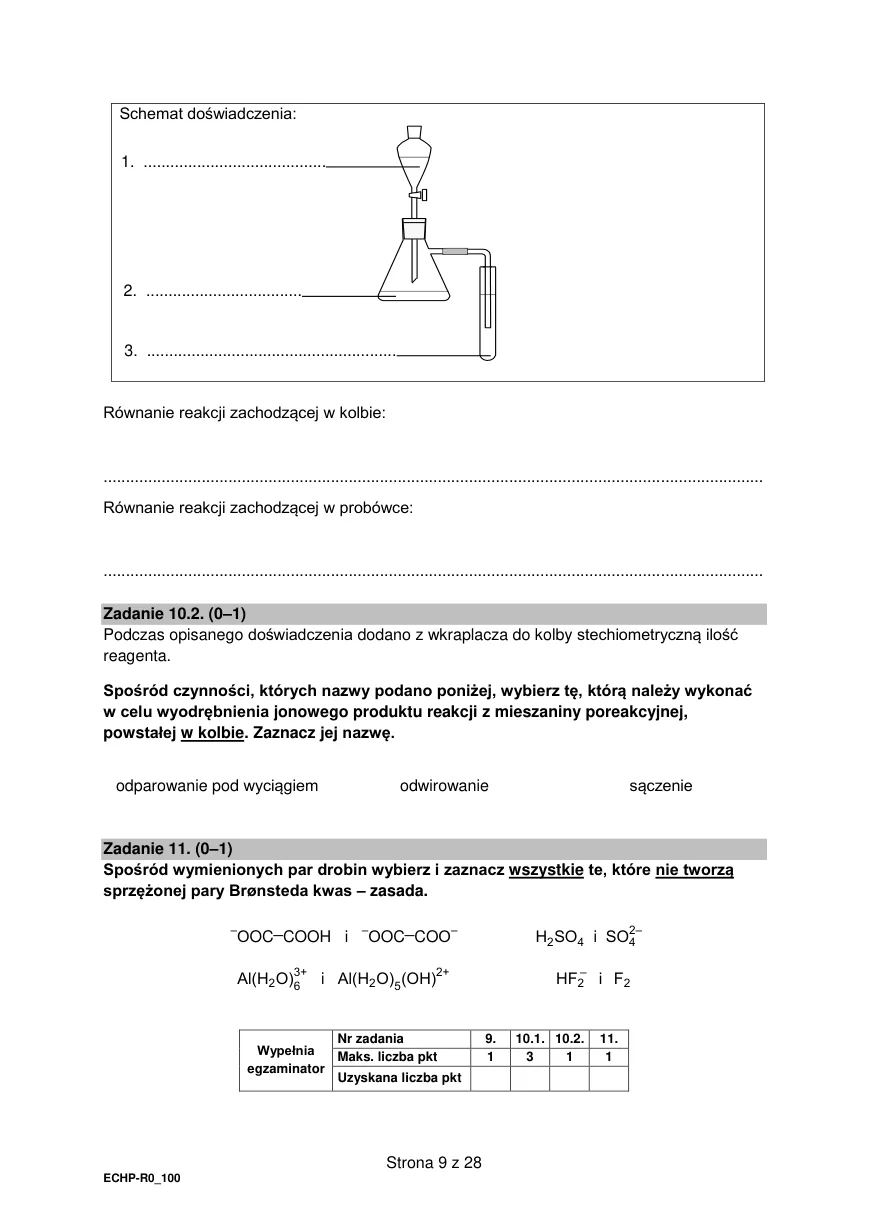 Schemat doświadczenia:
1. .........................................
2. ...................................
3. ........................................................
Równanie reakcji zachodzącej w kolbie:
....................................................................................................................................................
Równanie reakcji zachodzącej w probówce:
....................................................................................................................................................
Zadanie 10.2. (0–1)
Podczas opisanego doświadczenia dodano z wkraplacza do kolby stechiometryczną ilość
reagenta.
Spośród czynności, których nazwy podano poniżej, wybierz tę, którą należy wykonać
w celu wyodrębnienia jonowego produktu reakcji z mieszaniny poreakcyjnej,
powstałej w kolbie. Zaznacz jej nazwę.
odparowanie pod wyciągiem odwirowanie sączenie
Zadanie 11. (0–1)
Spośród wymienionych par drobin wybierz i zaznacz wszystkie te, które nie tworzą
sprzężonej pary Brønsteda kwas – zasada.
⁻OOC–COOH i ⁻OOC–COO⁻ H₂SO₄ i SO₄²⁻
Al(H₂O)₆³⁺ i Al(H₂O)₅(OH)²⁺ HF₂⁻ i F₂
Wypełnia egzaminator
Nr zadania 9. 10.1. 10.2. 11.
Maks. liczba pkt 1 3 1 1
Uzyskana liczba pkt
Strona 9 z 28
ECHP-R0_100